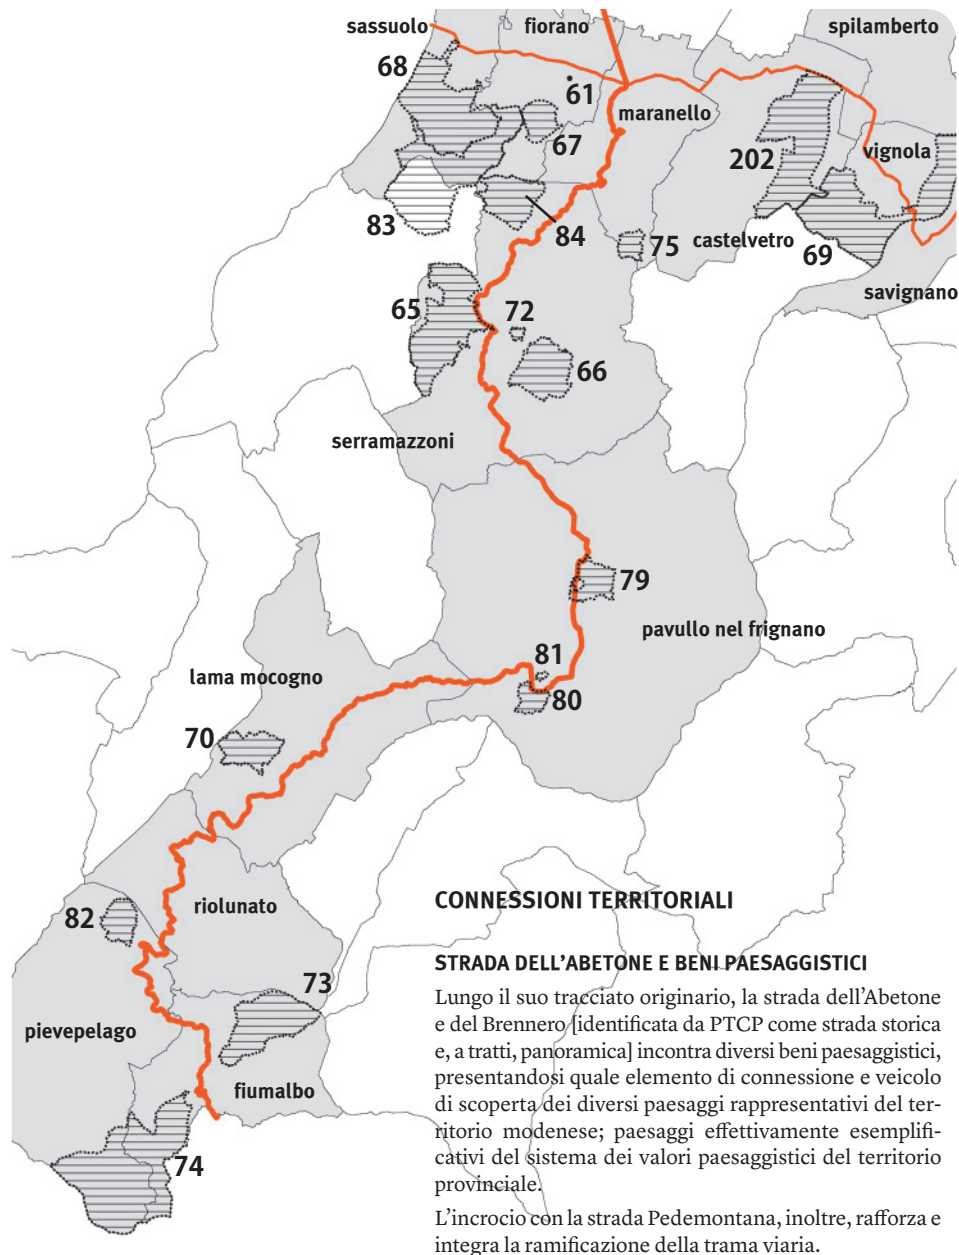 sassuolo
fiorano
spilamberto
68
61
maranello
67
202
vignola
83
84
75
castelvetro
69
savignano
65
72
66
serramazzoni
79
pavullo nel frignano
81
lama mocogno
80
70
riolunato
82
73
pievepelago
fiumalbo
74
CONNESSIONI TERRITORIALI
STRADA DELL'ABETONE E BENI PAESAGGISTICI
Lungo il suo tracciato originario, la strada dell'Abetone
e del Brennero [identificata da PTCP come strada storica
e, a tratti, panoramica] incontra diversi beni paesaggistici,
presentandosi quale elemento di connessione e veicolo
di scoperta dei diversi paesaggi rappresentativi del ter-
ritorio modenese; paesaggi effettivamente esemplifi-
cativi del sistema dei valori paesaggistici del territorio
provinciale.
L'incrocio con la strada Pedemontana, inoltre, rafforza e
integra la ramificazione della trama viaria.